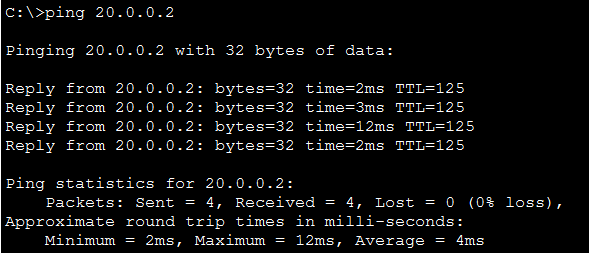 C:\>ping 20.0.0.2
Pinging 20.0.0.2 with 32 bytes of data:
Reply from 20.0.0.2: bytes=32 time=2ms TTL=125
Reply from 20.0.0.2: bytes=32 time=3ms TTL=125
Reply from 20.0.0.2: bytes=32 time=12ms TTL=125
Reply from 20.0.0.2: bytes=32 time=2ms TTL=125
Ping statistics for 20.0.0.2:
    Packets: Sent = 4, Received = 4, Lost = 0 (0% loss),
Approximate round trip times in milli-seconds:
    Minimum = 2ms, Maximum = 12ms, Average = 4ms